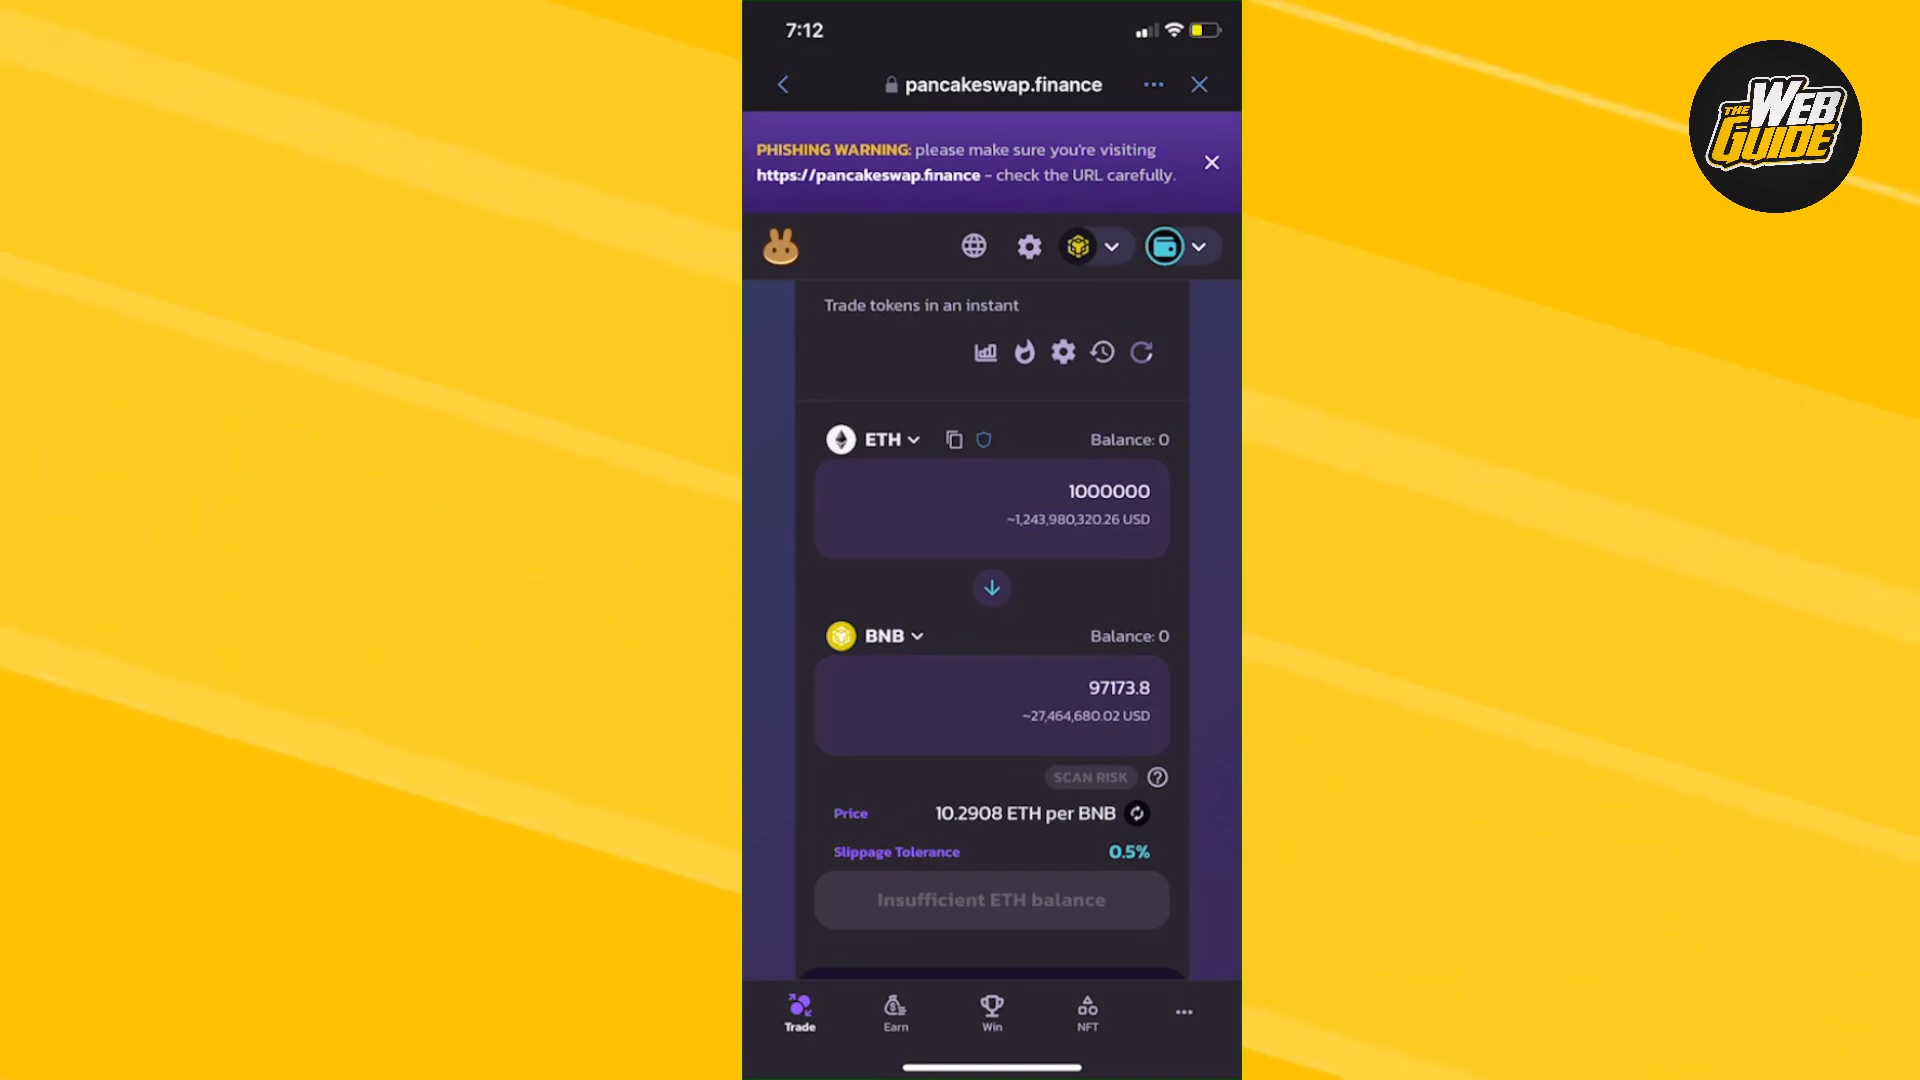 7:12
pancakeswap.finance
THE WEB GUIDE
PHISHING WARNING: please make sure you're visiting
https://pancakeswap.finance - check the URL carefully.
Trade tokens in an instant
ETH
Balance: 0
1000000
~1,243,980,320.26 USD
BNB
Balance: 0
97173.8
~27,464,680.02 USD
SCAN RISK
Price
10.2908 ETH per BNB
Slippage Tolerance
0.5%
Insufficient ETH balance
Trade
Earn
Win
NFT